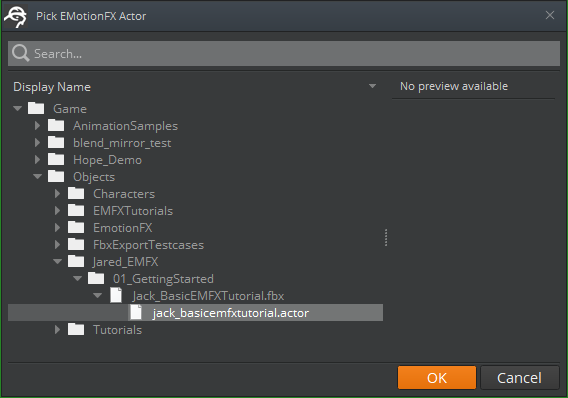 Pick EMotionFX Actor
Search...
Display Name
No preview available
Game
AnimationSamples
blend_mirror_test
Hope_Demo
Objects
Characters
EMFXTutorials
EmotionFX
FbxExportTestcases
Jared_EMFX
01_GettingStarted
Jack_BasicEMFXTutorial.fbx
jack_basicemfxtutorial.actor
Tutorials
OK
Cancel